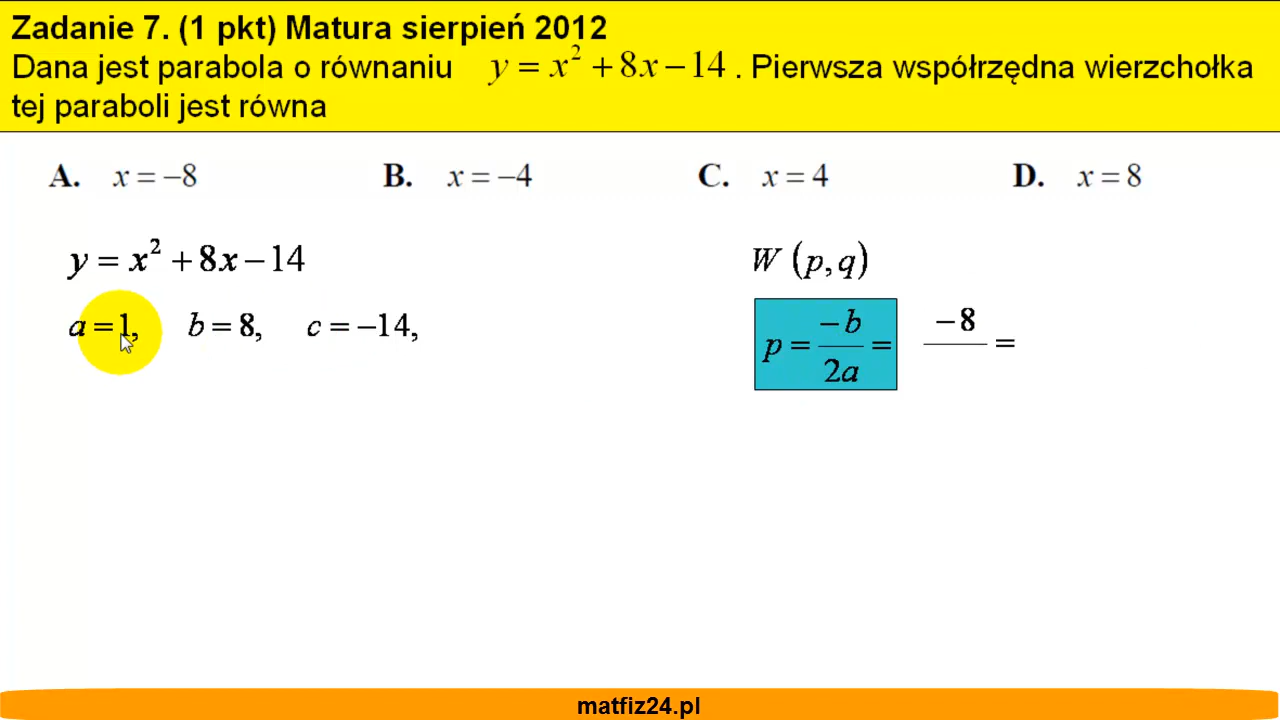 Zadanie 7. (1 pkt) Matura sierpień 2012
Dana jest parabola o równaniu y = x² + 8x − 14 . Pierwsza współrzędna wierzchołka
tej paraboli jest równa
A. x = −8 B. x = −4 C. x = 4 D. x = 8
y = x² + 8x − 14 W (p, q)
a = 1, b = 8, c = −14, p = −b/2a = −8/ =
matfiz24.pl